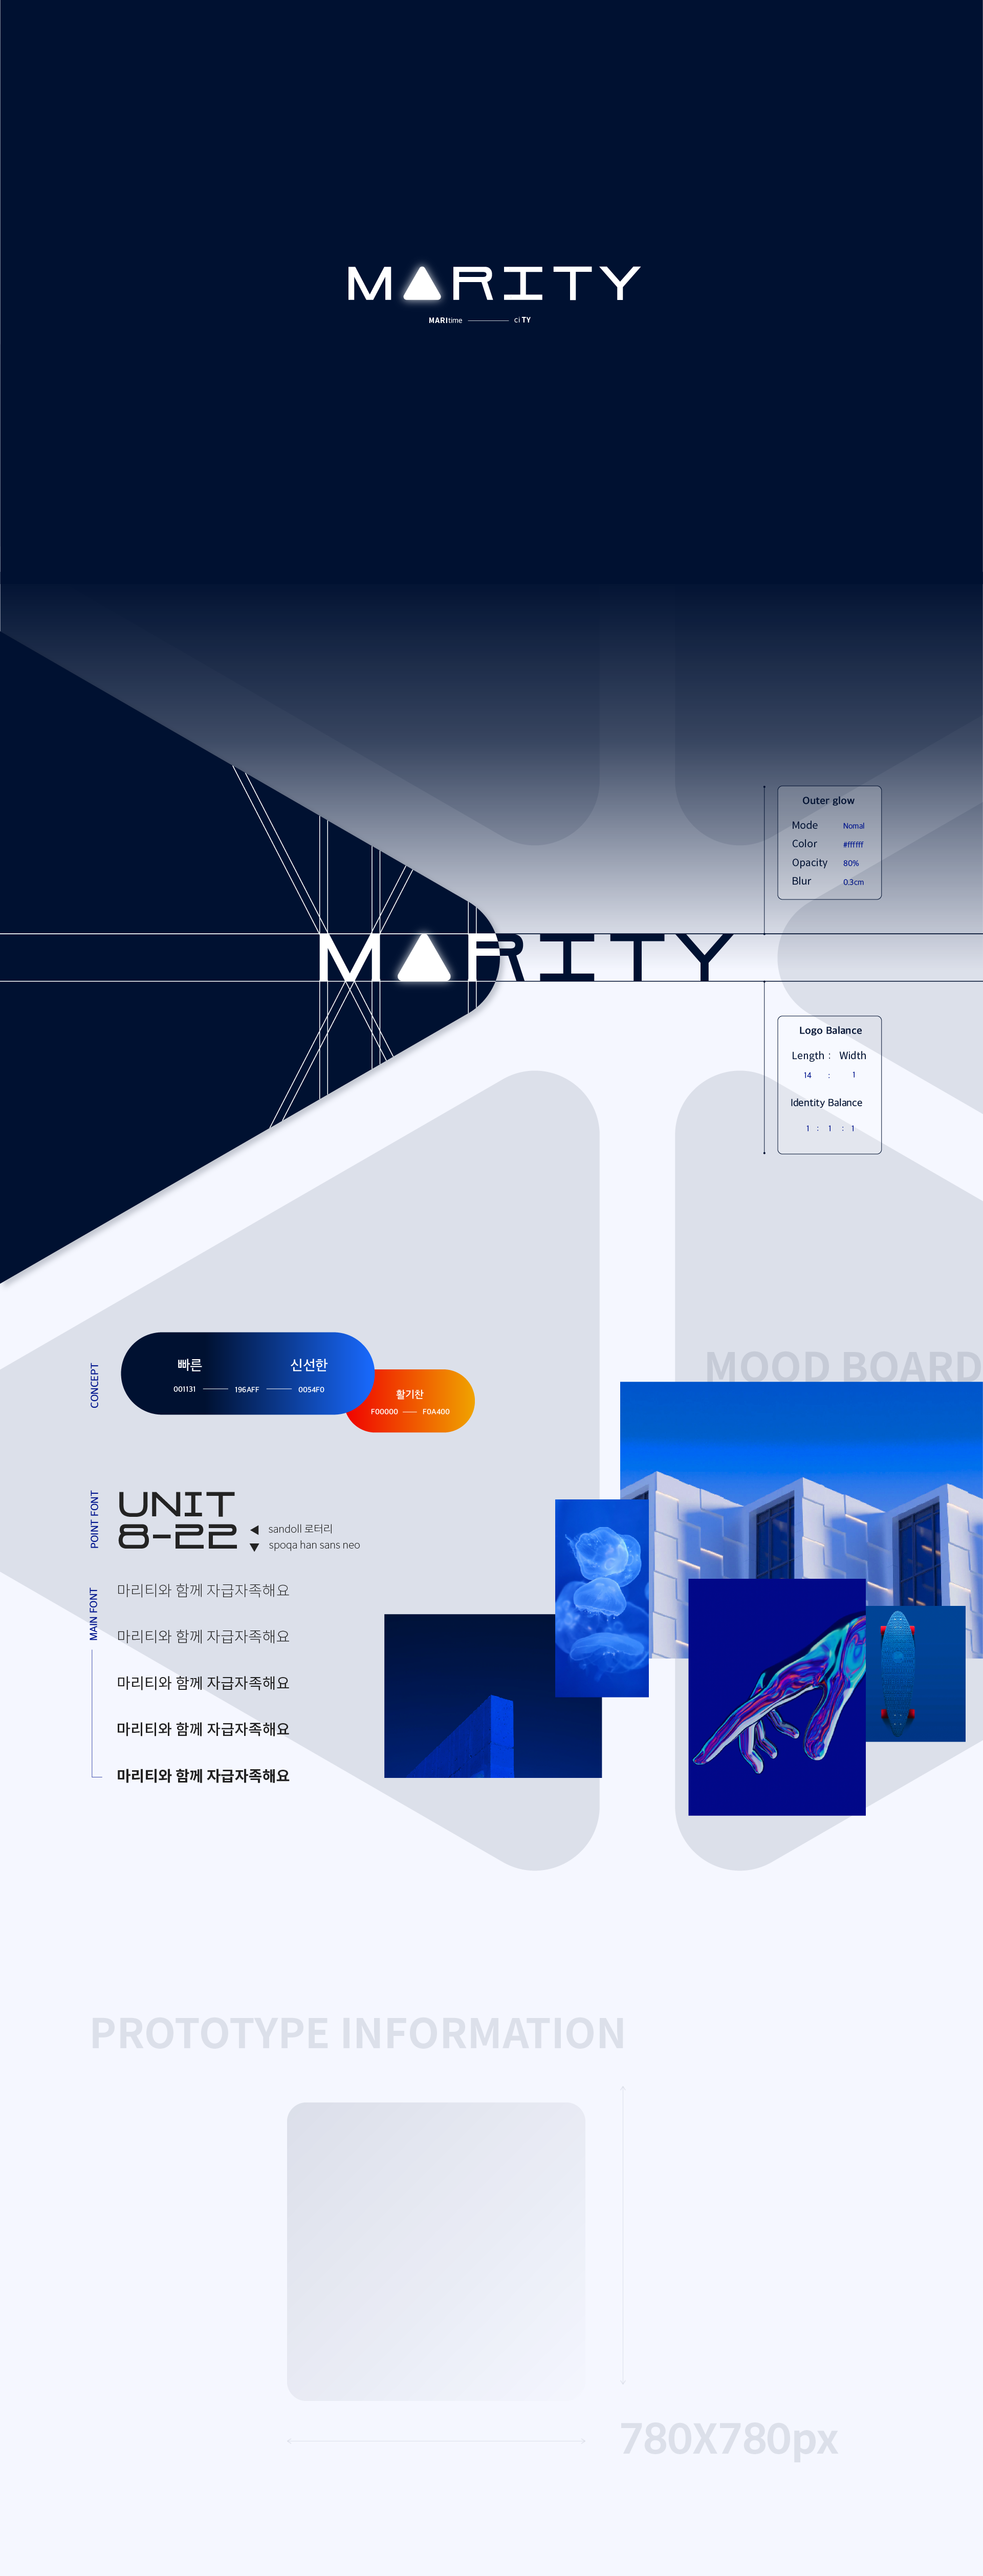 MARITY
MARItime ciTY
Outer glow
Mode Nomal
Color #ffffff
Opacity 80%
Blur 0.3cm
MARITY
Logo Balance
Length : Width
14 : 1
Identity Balance
1 : 1 : 1
CONCEPT
빠른 신선한
001131 196AFF 0054F0
활기찬
F00000 F0A400
MOOD BOARD
POINT FONT
UNIT
8-22
◀ sandoll 로터리
▼ spoqa han sans neo
MAIN FONT
마리티와 함께 자급자족해요
마리티와 함께 자급자족해요
마리티와 함께 자급자족해요
마리티와 함께 자급자족해요
마리티와 함께 자급자족해요
PROTOTYPE INFORMATION
780X780px